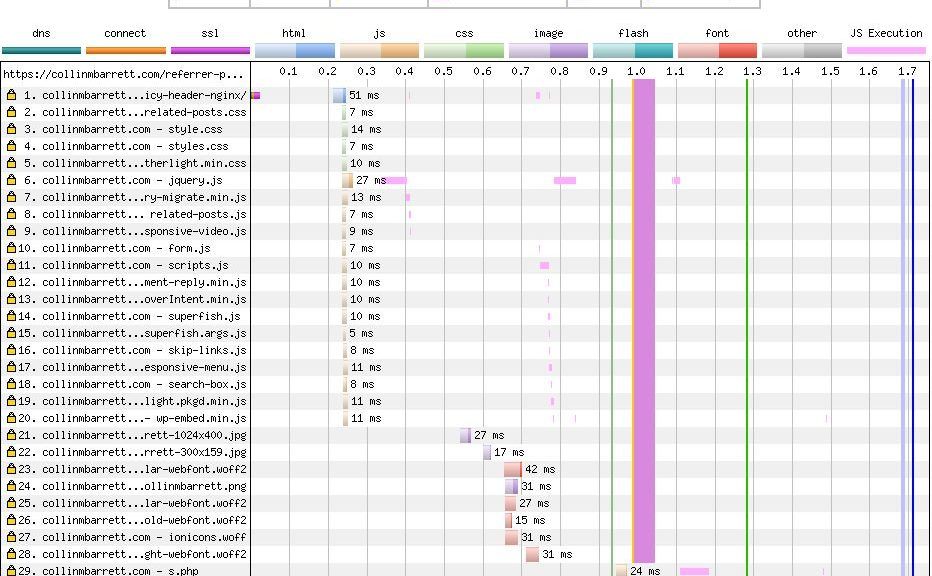 dns connect ssl html js css image flash font other JS Execution
https://collinmbarrett.com/referrer-p... 0.1 0.2 0.3 0.4 0.5 0.6 0.7 0.8 0.9 1.0 1.1 1.2 1.3 1.4 1.5 1.6 1.7
1. collinmbarrett...icy-header-nginx/ 51 ms
2. collinmbarrett...related-posts.css 7 ms
3. collinmbarrett.com - style.css 14 ms
4. collinmbarrett.com - styles.css 7 ms
5. collinmbarrett...therlight.min.css 10 ms
6. collinmbarrett.com - jquery.js 27 ms
7. collinmbarrett...ry-migrate.min.js 13 ms
8. collinmbarrett... related-posts.js 7 ms
9. collinmbarrett...sponsive-video.js 9 ms
10. collinmbarrett.com - form.js 7 ms
11. collinmbarrett.com - scripts.js 10 ms
12. collinmbarrett...ment-reply.min.js 10 ms
13. collinmbarrett...overIntent.min.js 10 ms
14. collinmbarrett.com - superfish.js 10 ms
15. collinmbarrett...superfish.args.js 5 ms
16. collinmbarrett.com - skip-links.js 8 ms
17. collinmbarrett...esponsive-menu.js 11 ms
18. collinmbarrett.com - search-box.js 8 ms
19. collinmbarrett...light.pkgd.min.js 11 ms
20. collinmbarrett...- wp-embed.min.js 11 ms
21. collinmbarrett...rett-1024x400.jpg 27 ms
22. collinmbarrett...rrett-300x159.jpg 17 ms
23. collinmbarrett...lar-webfont.woff2 42 ms
24. collinmbarrett...ollinmbarrett.png 31 ms
25. collinmbarrett...lar-webfont.woff2 27 ms
26. collinmbarrett...old-webfont.woff2 15 ms
27. collinmbarrett.com - ionicons.woff 31 ms
28. collinmbarrett...ght-webfont.woff2 31 ms
29. collinmbarrett.com - s.php 24 ms